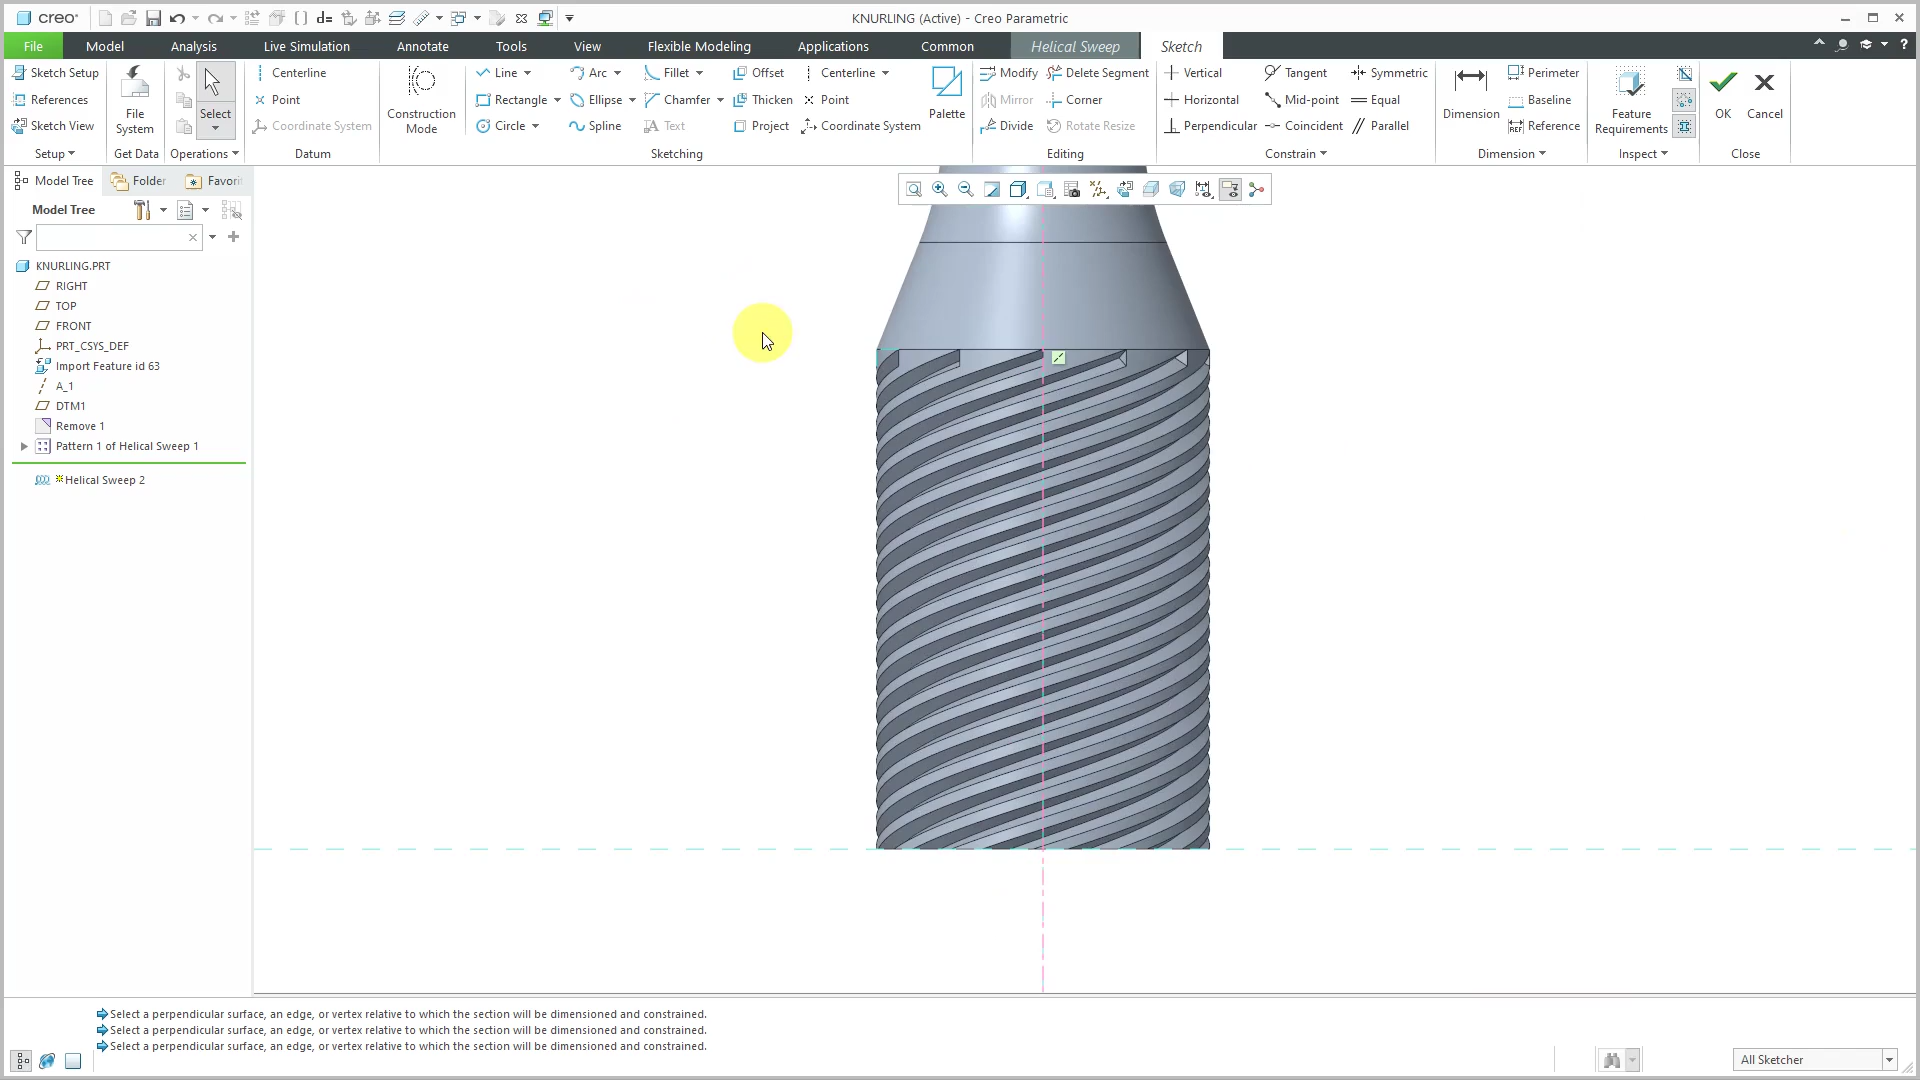 creo KNURLING (Active) - Creo Parametric
File Model Analysis Live Simulation Annotate Tools View Flexible Modeling Applications Common Helical Sweep Sketch
Sketch Setup Centerline Line Arc Fillet Offset Centerline Modify Delete Segment Vertical Tangent Symmetric Perimeter
References Point Rectangle Ellipse Chamfer Thicken Point Mirror Corner Horizontal Mid-point Equal Baseline
File System Select Construction Mode Palette Dimension Feature Requirements OK Cancel
Sketch View Coordinate System Circle Spline Text Project Coordinate System Divide Rotate Resize Perpendicular Coincident Parallel Reference
Setup Get Data Operations Datum Sketching Editing Constrain Dimension Inspect Close
Model Tree Folder Favori
Model Tree
KNURLING.PRT
RIGHT
TOP
FRONT
PRT_CSYS_DEF
Import Feature id 63
A_1
DTM1
Remove 1
Pattern 1 of Helical Sweep 1
Helical Sweep 2
Select a perpendicular surface, an edge, or vertex relative to which the section will be dimensioned and constrained.
Select a perpendicular surface, an edge, or vertex relative to which the section will be dimensioned and constrained.
Select a perpendicular surface, an edge, or vertex relative to which the section will be dimensioned and constrained.
All Sketcher